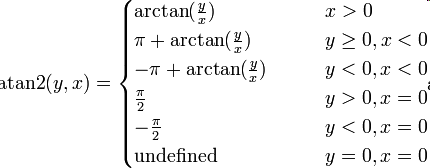 atan2(y, x) = { arctan(y/x) x > 0
π + arctan(y/x) y ≥ 0, x < 0
−π + arctan(y/x) y < 0, x < 0
π/2 y > 0, x = 0
−π/2 y < 0, x = 0
undefined y = 0, x = 0